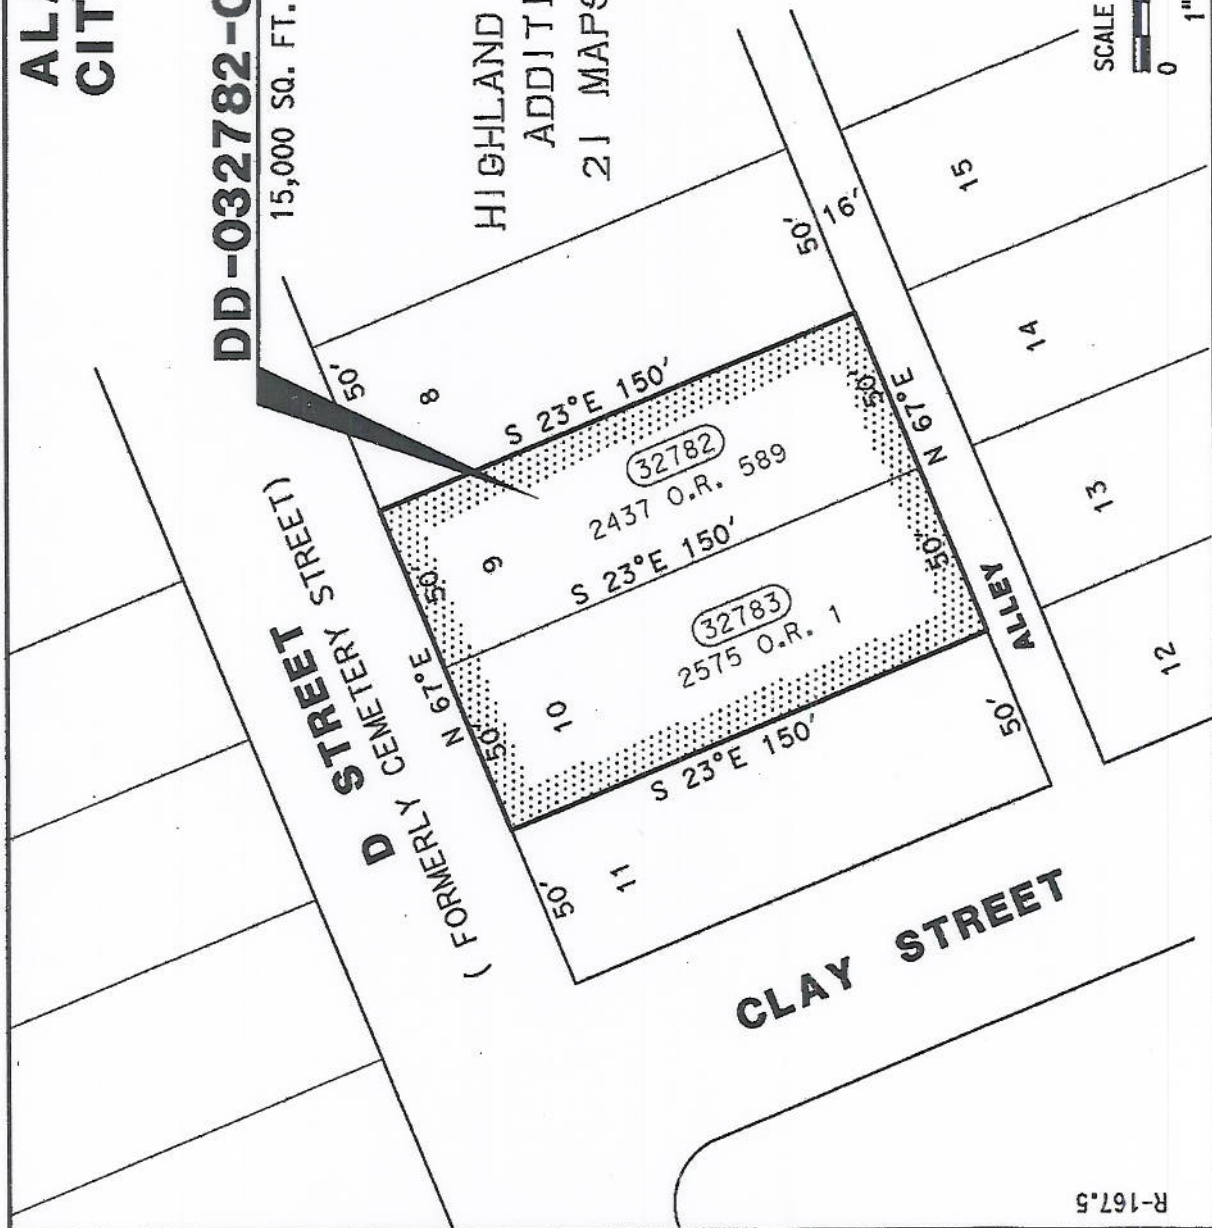 ALA
CIT
DD-032782-0
15,000 SQ. FT.
HIGHLAND
ADDITI
21 MAPS
SCALE
0
1"
D STREET
( FORMERLY CEMETERY STREET)
50'
8
S 23°E 150'
50'
16'
50'
9
32782
2437 O.R. 589
50'
N 67°E
S 23°E 150'
N 67°E
50'
10
32783
2575 O.R. 1
50'
S 23°E 150'
50'
11
50'
ALLEY
15
14
13
12
CLAY STREET
R-167.5